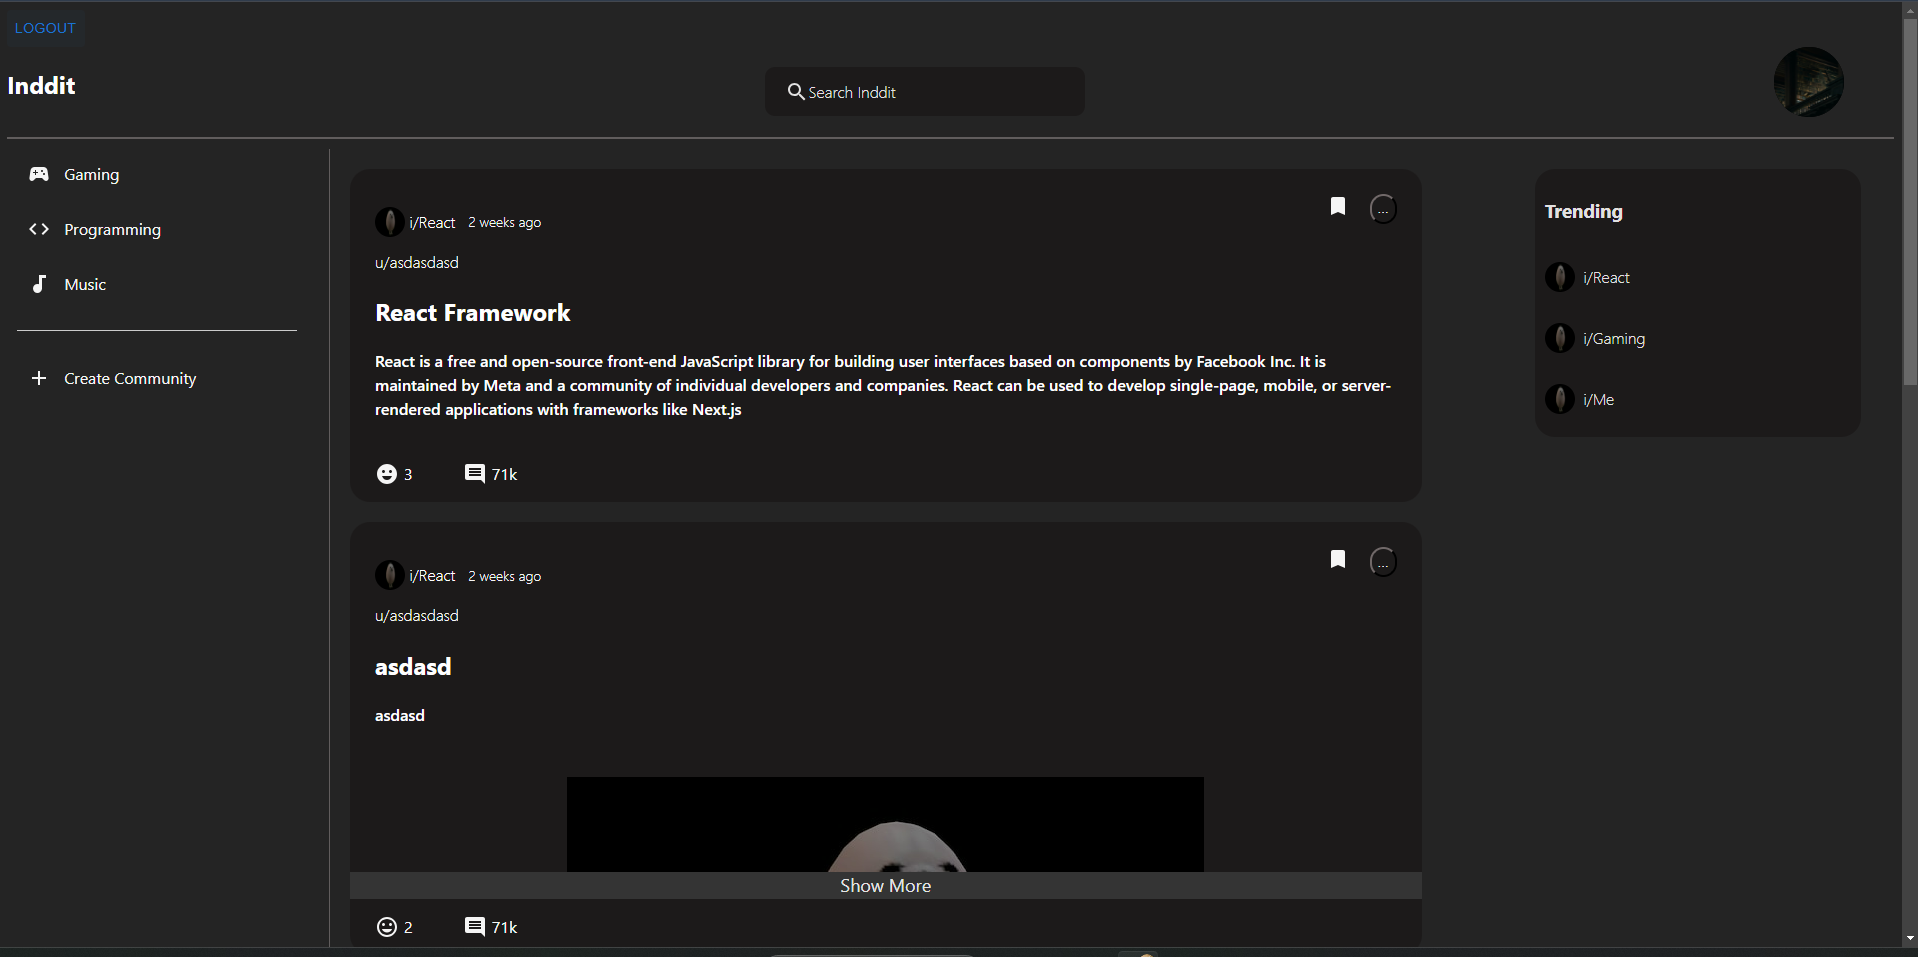 LOGOUT
Inddit
Search Inddit
Gaming
Programming
Music
Create Community
i/React 2 weeks ago
...
u/asdasdasd
React Framework
React is a free and open-source front-end JavaScript library for building user interfaces based on components by Facebook Inc. It is
maintained by Meta and a community of individual developers and companies. React can be used to develop single-page, mobile, or server-
rendered applications with frameworks like Next.js
3 71k
i/React 2 weeks ago
...
u/asdasdasd
asdasd
asdasd
Show More
2 71k
Trending
i/React
i/Gaming
i/Me